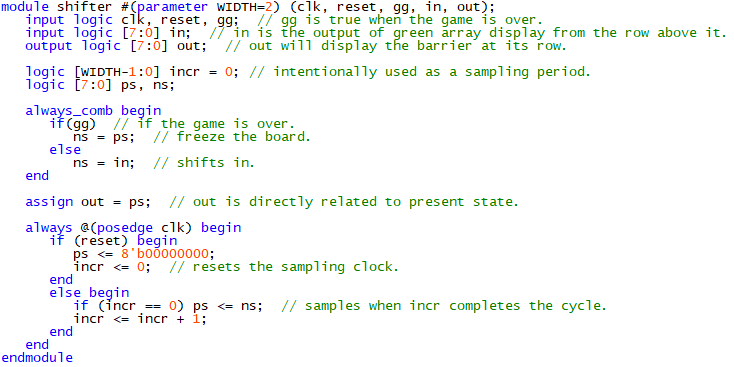 module shifter #(parameter WIDTH=2) (clk, reset, gg, in, out);
   input logic clk, reset, gg;  // gg is true when the game is over.
   input logic [7:0] in;  // in is the output of green array display from the row above it.
   output logic [7:0] out;  // out will display the barrier at its row.

   logic [WIDTH-1:0] incr = 0; // intentionally used as a sampling period.
   logic [7:0] ps, ns;

   always_comb begin
      if(gg)  // if the game is over.
         ns = ps;  // freeze the board.
      else
         ns = in;  // shifts in.
   end

   assign out = ps;  // out is directly related to present state.

   always @(posedge clk) begin
      if (reset) begin
         ps <= 8'b00000000;
         incr <= 0;  // resets the sampling clock.
      end
      else begin
         if (incr == 0) ps <= ns;  // samples when incr completes the cycle.
         incr <= incr + 1;
      end
   end
endmodule